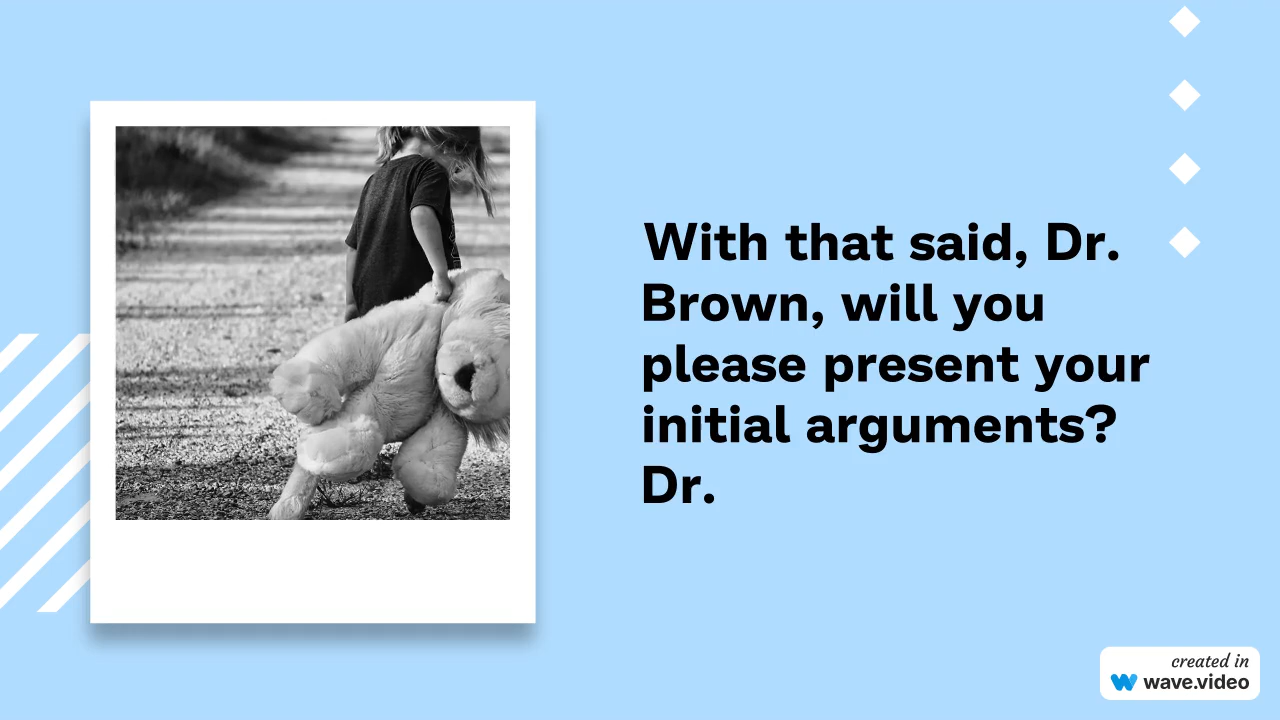 With that said, Dr.
Brown, will you
please present your
initial arguments?
Dr.
created in
wave.video